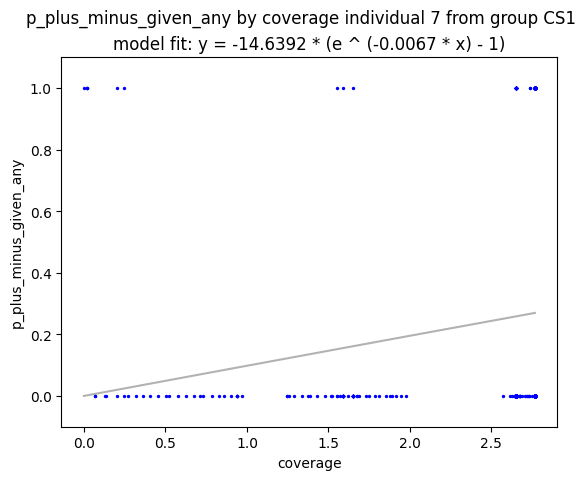 p_plus_minus_given_any by coverage individual 7 from group CS1
model fit: y = -14.6392 * (e ^ (-0.0067 * x) - 1)
1.0
0.8
0.6
0.4
0.2
0.0
p_plus_minus_given_any
0.0 0.5 1.0 1.5 2.0 2.5
coverage